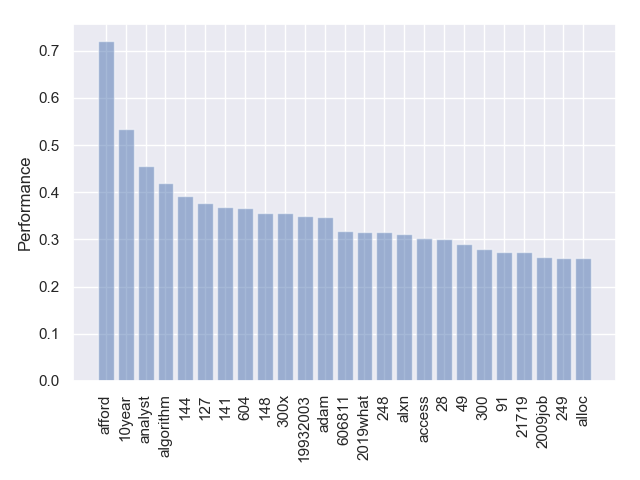 Performance
0.7
0.6
0.5
0.4
0.3
0.2
0.1
0.0
afford
10year
analyst
algorithm
144
127
141
604
148
300x
19932003
adam
606811
2019what
248
alxn
access
28
49
300
91
21719
2009job
249
alloc